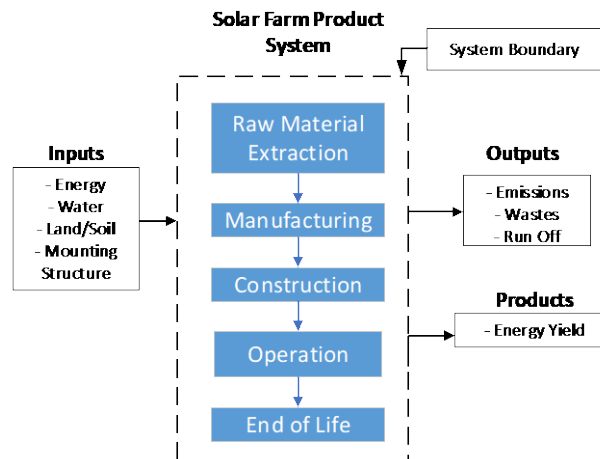 Solar Farm Product
System
System Boundary
Inputs
- Energy
- Water
- Land/Soil
- Mounting
Structure
Raw Material
Extraction
Manufacturing
Construction
Operation
End of Life
Outputs
- Emissions
- Wastes
- Run Off
Products
- Energy Yield